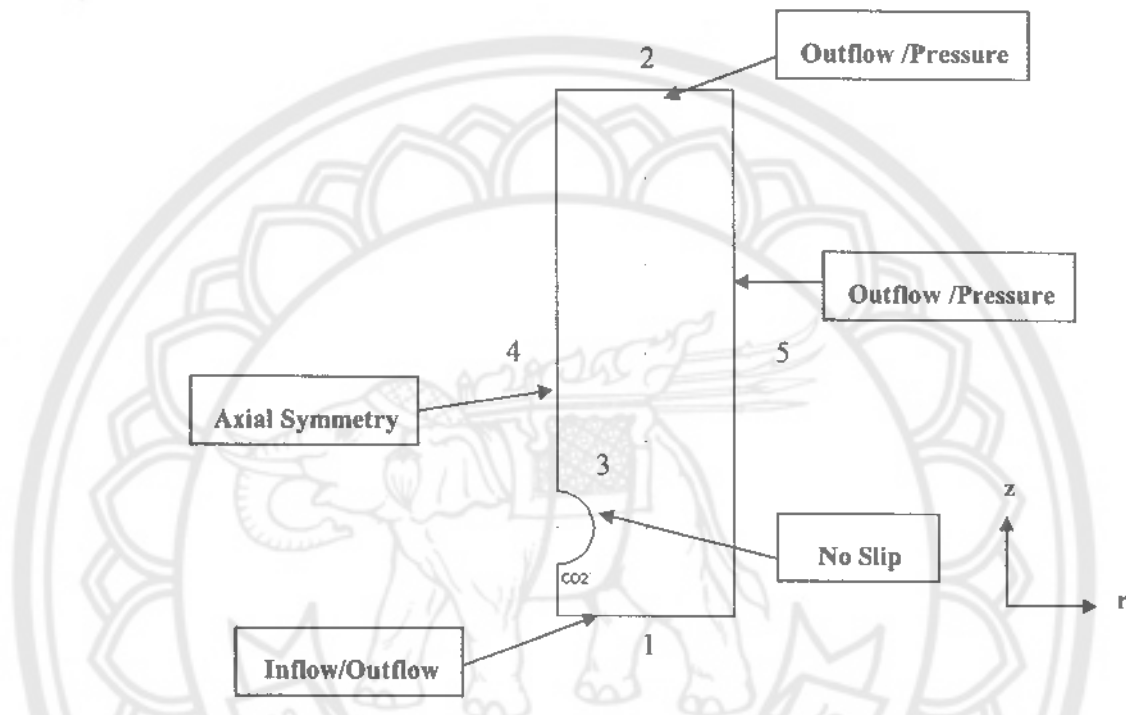 Outflow /Pressure
2
Outflow /Pressure
4
5
Axial Symmetry
3
z
No Slip
CO2
r
1
Inflow/Outflow